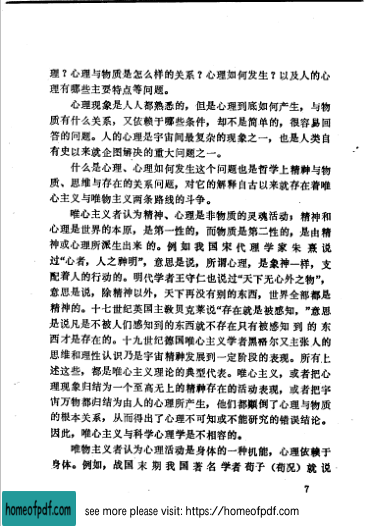 理？心理与物质是怎么样的关系？心理如何发生？以及人的心
理有哪些主要特点等问题。
心理现象是人人都熟悉的，但是心理到底如何产生，与物
质有什么关系，又依赖于哪些条件，却不是简单的，很容易回
答的问题。人的心理是宇宙间最复杂的现象之一，也是人类自
有史以来就企图解决的重大问题之一。
什么是心理、心理如何发生这个问题也是哲学上精神与物
质、思维与存在的关系问题，对它的解释自古以来就存在着唯
心主义与唯物主义两条路线的斗争。
唯心主义者认为精神、心理是非物质的灵魂活动；精神和
心理是世界的本原，是第一性的，而物质是第二性的，是由精
神或心理所派生出来的。例如我国宋代理学家朱熹说
过“心者，人之神明”，意思是说，所谓心理，是象神一样，支
配着人的行动的。明代学者王守仁也说过“天下无心外之物”，
意思是说，除精神以外，天下再没有别的东西，世界全部都是
精神的。十七世纪英国主教贝克莱说“存在就是被感知，”意思
是说凡是不被人们感知到的东西就不存在只有被感知到的东
西才是存在的。十九世纪德国唯心主义学者黑格尔又主张人的
思维和理性认识乃是宇宙精神发展到一定阶段的表现。所有上
述这些，都是唯心主义理论的典型代表。唯心主义，或者把心
理现象归结为一个至高无上的精神存在的活动表现，或者把宇
宙万物都归结为由人的心理所产生，他们都颠倒了心理与物质
的根本关系，从而得出了心理不可知或不能研究的错误结论。
因此，唯心主义与科学心理学是不相容的。
唯物主义者认为心理活动是身体的一种机能，心理依赖于
身体。例如，战国末期我国著名学者荀子（荀况）就说
7
homeofpdf.com
see more please visit: https://homeofpdf.com